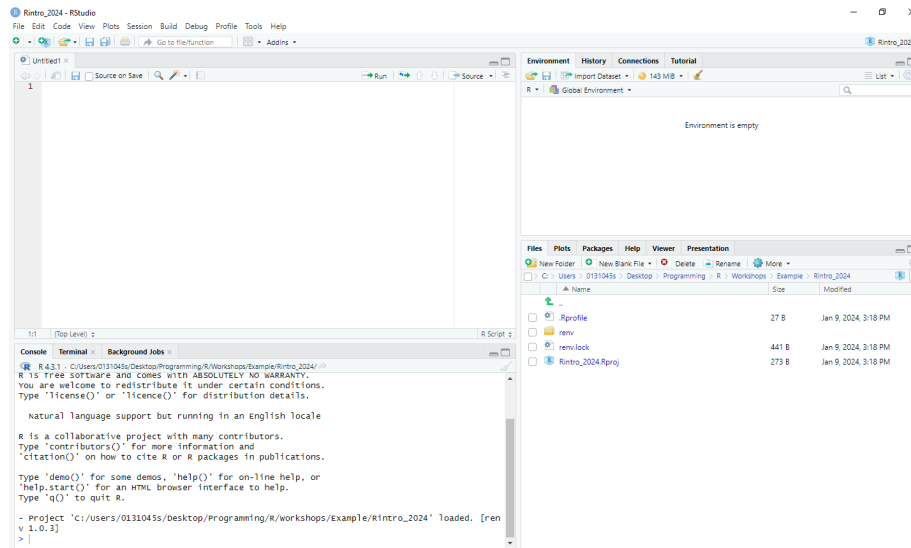 Rintro_2024 - RStudio
File Edit Code View Plots Session Build Debug Profile Tools Help
Go to file/function Addins Rintro_202
Untitled1
Source on Save Run Source
1
1:1 (Top Level) R Script
Console Terminal Background Jobs
R 4.3.1 · C:/Users/0131045s/Desktop/Programming/R/Workshops/Example/Rintro_2024/
R is free software and comes with ABSOLUTELY NO WARRANTY.
You are welcome to redistribute it under certain conditions.
Type 'license()' or 'licence()' for distribution details.
Natural language support but running in an English locale
R is a collaborative project with many contributors.
Type 'contributors()' for more information and
'citation()' on how to cite R or R packages in publications.
Type 'demo()' for some demos, 'help()' for on-line help, or
'help.start()' for an HTML browser interface to help.
Type 'q()' to quit R.
- Project 'C:/Users/0131045s/Desktop/Programming/R/Workshops/Example/Rintro_2024' loaded. [ren
v 1.0.3]
>
Environment History Connections Tutorial
Import Dataset 143 MiB List
R Global Environment
Environment is empty
Files Plots Packages Help Viewer Presentation
New Folder New Blank File Delete Rename More
C: > Users > 0131045s > Desktop > Programming > R > Workshops > Example > Rintro_2024
Name Size Modified
..
.Rprofile 27 B Jan 9, 2024, 3:18 PM
renv
renv.lock 441 B Jan 9, 2024, 3:18 PM
Rintro_2024.Rproj 273 B Jan 9, 2024, 3:18 PM